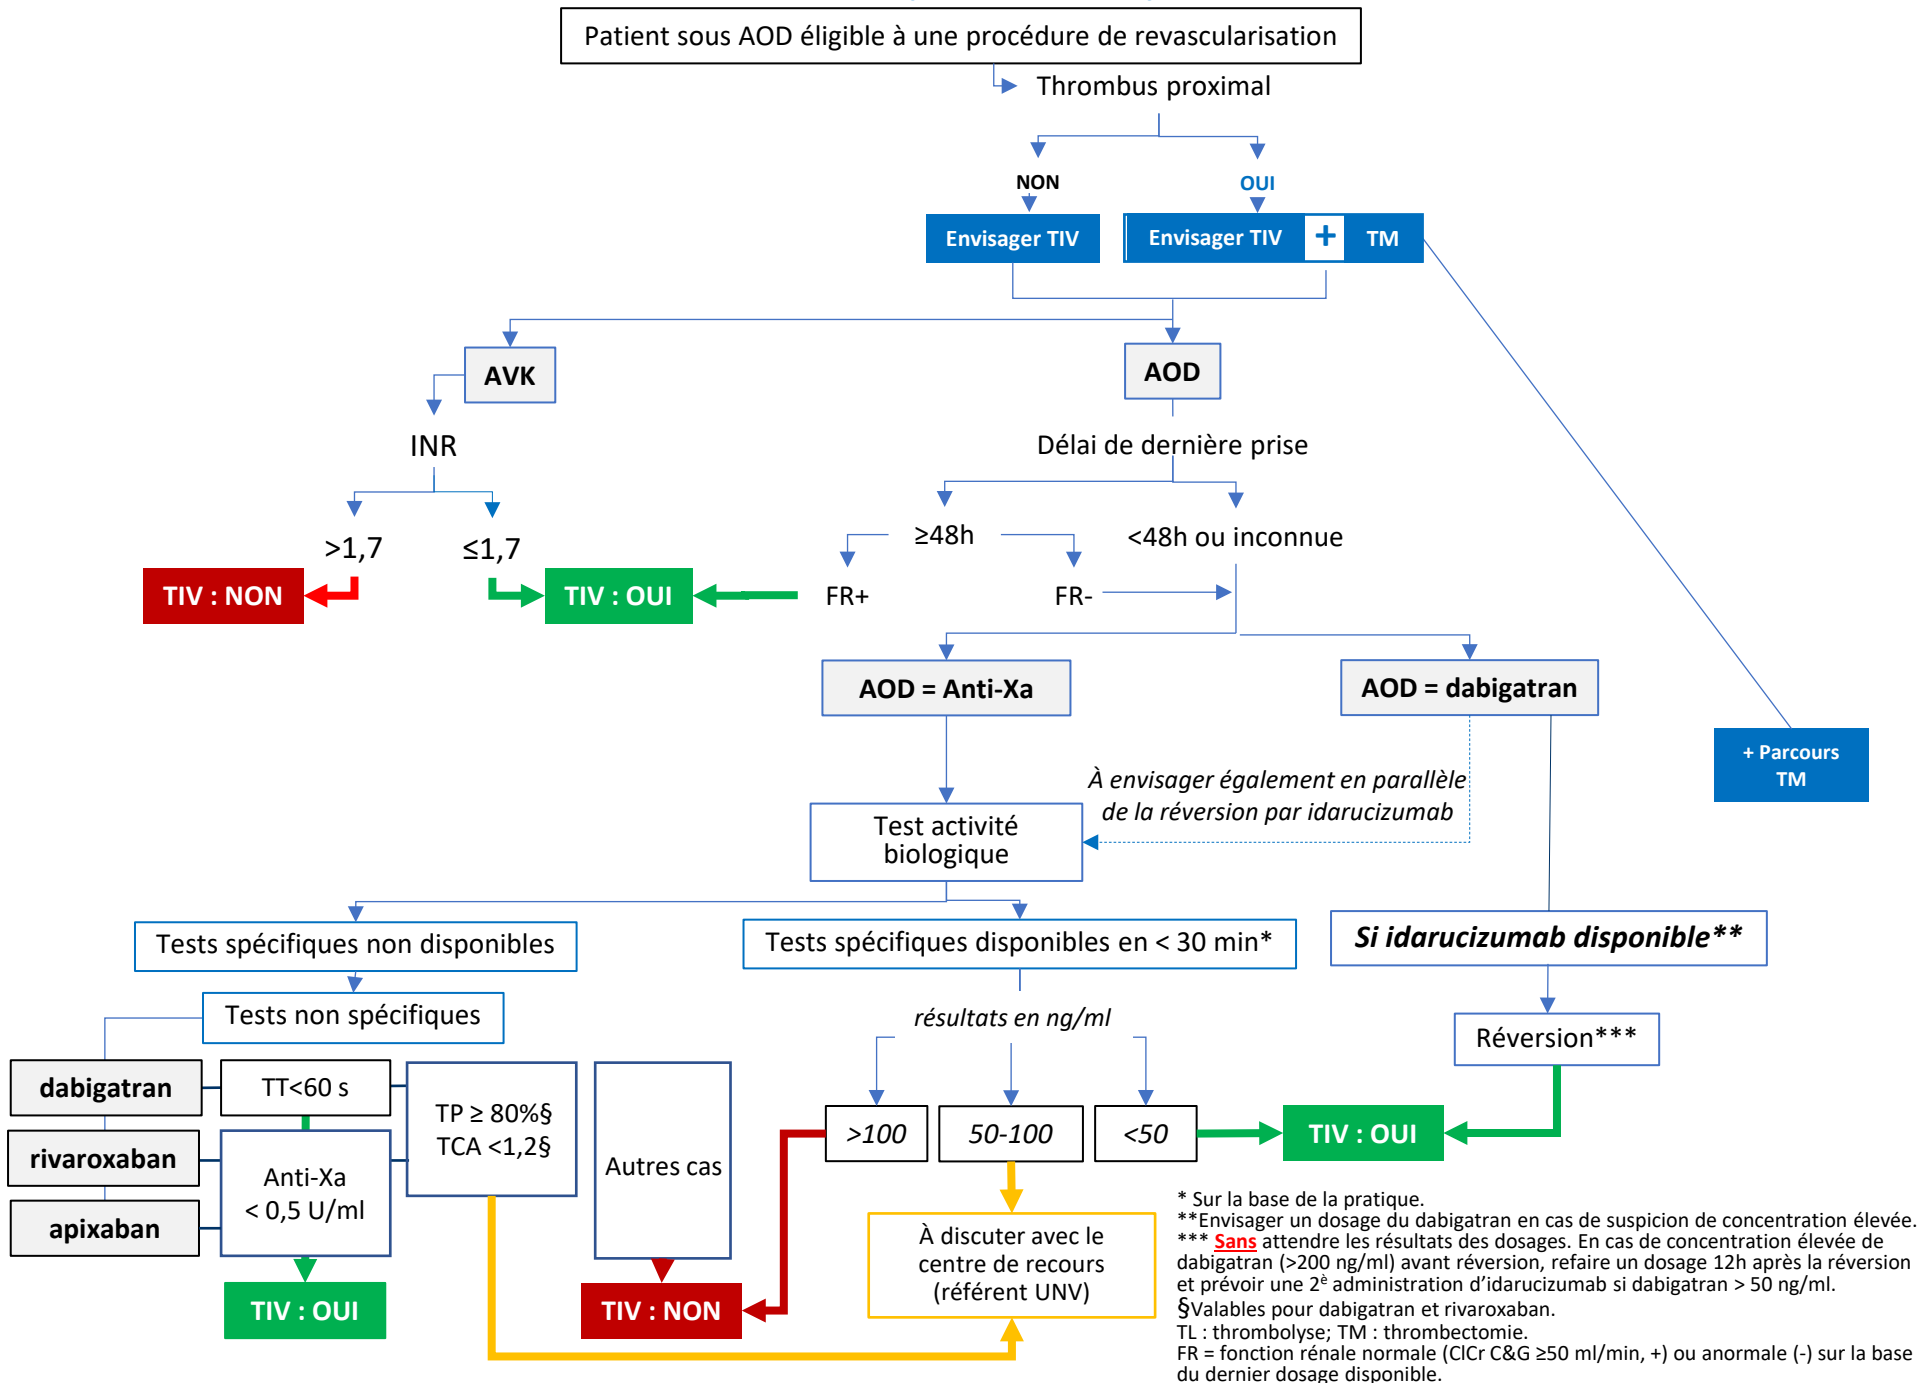 Patient sous AOD éligible à une procédure de revascularisation
Thrombus proximal
NON
OUI
Envisager TIV
Envisager TIV
+
TM
AVK
AOD
INR
Délai de dernière prise
>1,7
≤1,7
≥48h
<48h ou inconnue
TIV : NON
TIV : OUI
FR+
FR-
AOD = Anti-Xa
AOD = dabigatran
+ Parcours
TM
À envisager également en parallèle
de la réversion par idarucizumab
Test activité
biologique
Tests spécifiques non disponibles
Tests spécifiques disponibles en < 30 min*
Si idarucizumab disponible**
Tests non spécifiques
résultats en ng/ml
Réversion***
dabigatran
TT<60 s
TP ≥ 80%§
TCA <1,2§
rivaroxaban
Anti-Xa
< 0,5 U/ml
apixaban
Autres cas
>100
50-100
<50
TIV : OUI
À discuter avec le
centre de recours
(référent UNV)
TIV : OUI
TIV : NON
* Sur la base de la pratique.
**Envisager un dosage du dabigatran en cas de suspicion de concentration élevée.
*** Sans attendre les résultats des dosages. En cas de concentration élevée de
dabigatran (>200 ng/ml) avant réversion, refaire un dosage 12h après la réversion
et prévoir une 2è administration d'idarucizumab si dabigatran > 50 ng/ml.
§Valables pour dabigatran et rivaroxaban.
TL : thrombolyse; TM : thrombectomie.
FR = fonction rénale normale (ClCr C&G ≥50 ml/min, +) ou anormale (-) sur la base
du dernier dosage disponible.